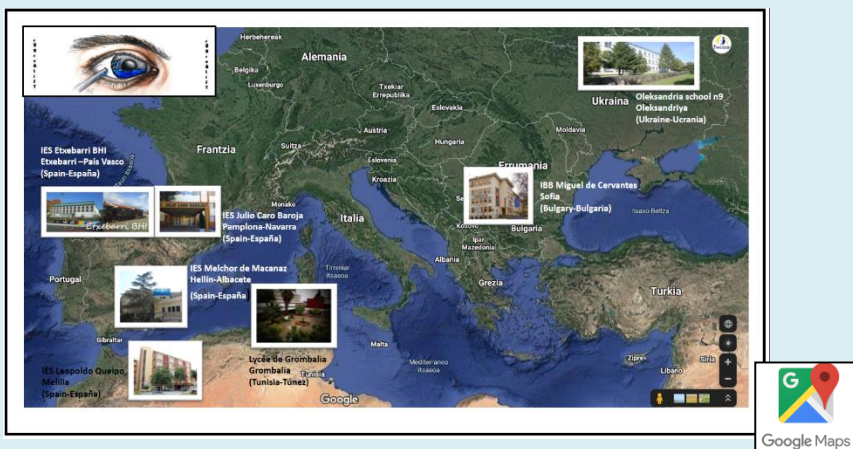 Herbehereak
Alemania
Belgika
Luxenburgo
Txekiar
Errepublika
Eslovakia
Ukraina
Oleksandria school n9
Oleksandriya
(Ukraine-Ucrania)
Austria
Hungaria
Moldavia
Frantzia
Suitza
Eslovenia
Kroazia
Errumania
IES Etxebarri BHI
Etxebarri –País Vasco
(Spain-España)
Etxebarri, BHI
JULIO CARO BAROJA
IES Julio Caro Baroja
Pamplona-Navarra
(Spain-España)
Monako
Italia
IBB Miguel de Cervantes
Sofia
(Bulgary-Bulgaria)
Itsaso Beltza
Kosovo
Bulgaria
Ipar
Mazedonia
Albania
Grezia
Turkia
IES Melchor de Macanaz
Hellín-Albacete
(Spain-España
Tirreniar
itsasoa
Portugal
Gibraltar
IES Leopoldo Queipo
Melilla
(Spain-España)
Lycée de Grombalia
Grombalia
(Tunisia-Túnez)
Tunisia
Malta
Mediterraneo
itsasoa
Zipre
Siria
Libano
Google
G
Google Maps